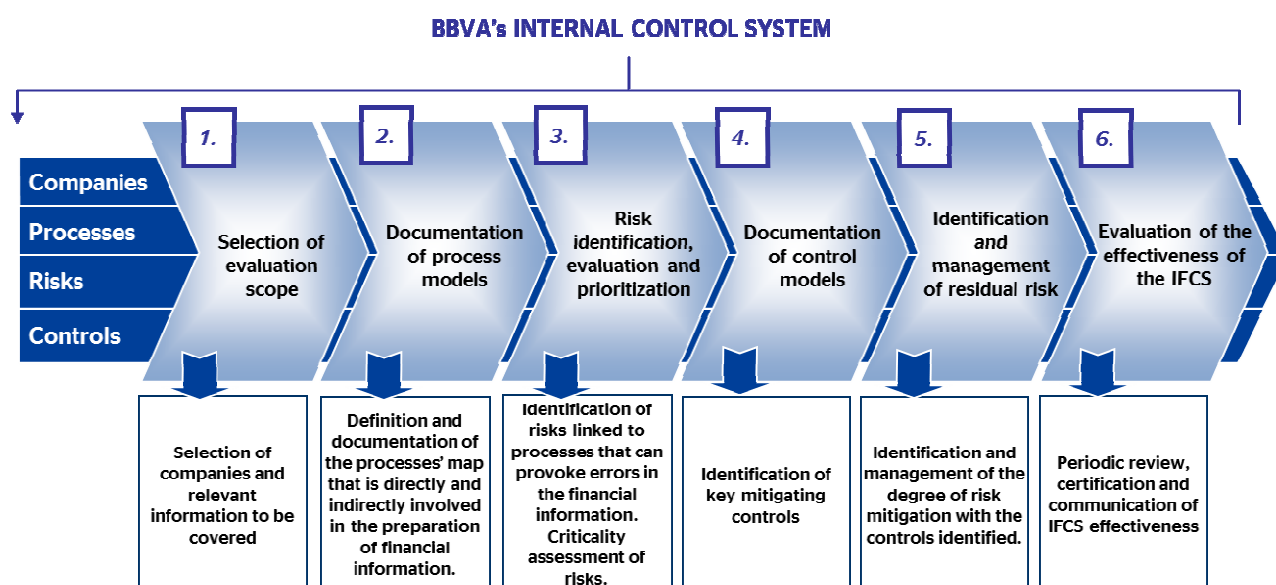 BBVA's INTERNAL CONTROL SYSTEM
1.
2.
3.
4.
5.
6.
Companies
Processes
Risks
Controls
Selection of
evaluation
scope
Documentation
of process
models
Risk
identification,
evaluation and
prioritization
Documentation
of control
models
Identification
and
management
of residual risk
Evaluation of the
effectiveness of
the IFCS
Selection of
companies and
relevant
information to be
covered
Definition and
documentation of
the processes' map
that is directly and
indirectly involved
in the preparation
of financial
information.
Identification of
risks linked to
processes that can
provoke errors in
the financial
information.
Criticality
assessment of
risks.
Identification of
key mitigating
controls
Identification and
management of the
degree of risk
mitigation with the
controls identified.
Periodic review,
certification and
communication of
IFCS effectiveness